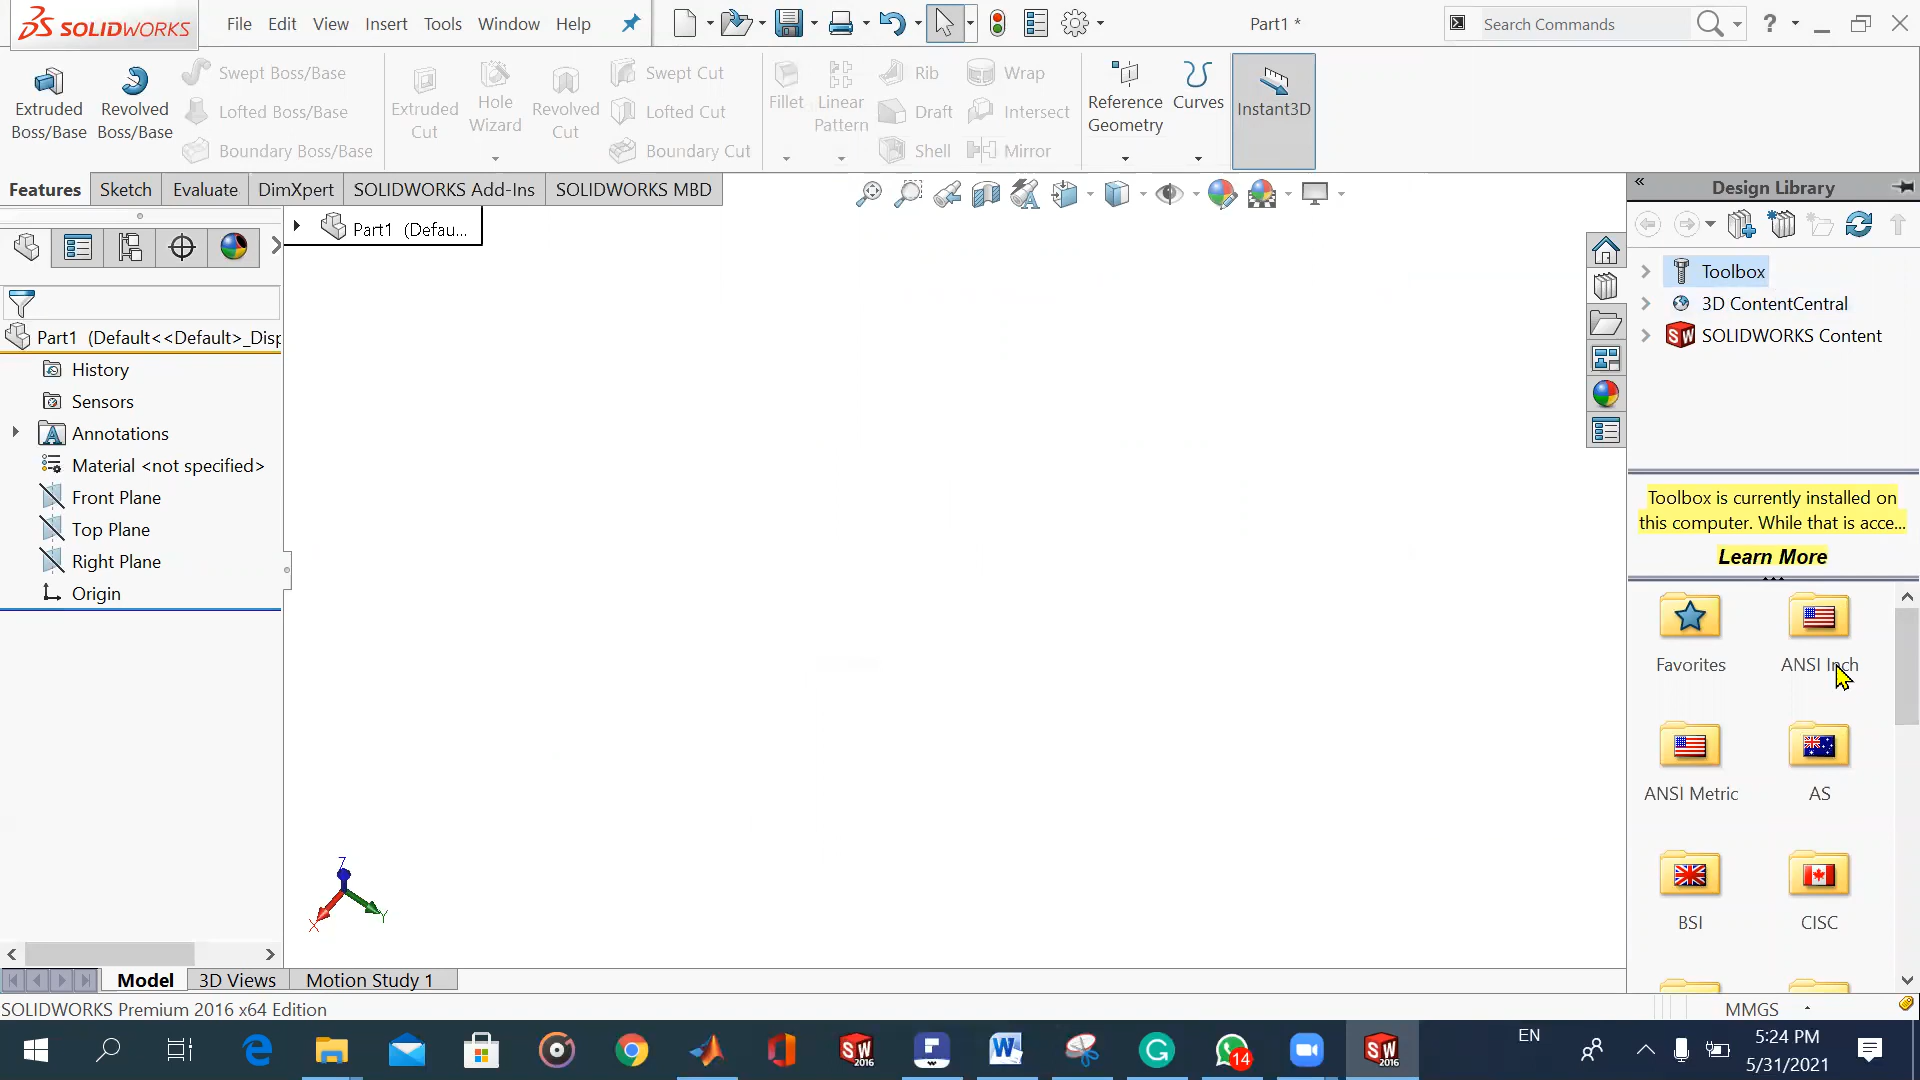 SOLIDWORKS
File Edit View Insert Tools Window Help
Part1 *
Search Commands
?
Extruded Boss/Base
Revolved Boss/Base
Swept Boss/Base
Lofted Boss/Base
Boundary Boss/Base
Extruded Cut
Hole Wizard
Revolved Cut
Swept Cut
Lofted Cut
Boundary Cut
Fillet
Linear Pattern
Rib
Draft
Shell
Wrap
Intersect
Mirror
Reference Geometry
Curves
Instant3D
Features Sketch Evaluate DimXpert SOLIDWORKS Add-Ins SOLIDWORKS MBD
Part1 (Defau...
Part1 (Default<<Default>_Disp
History
Sensors
Annotations
Material <not specified>
Front Plane
Top Plane
Right Plane
Origin
Z
X
Y
Design Library
Toolbox
3D ContentCentral
SOLIDWORKS Content
Toolbox is currently installed on
this computer. While that is acce...
Learn More
Favorites
ANSI Inch
ANSI Metric
AS
BSI
CISC
Model 3D Views Motion Study 1
SOLIDWORKS Premium 2016 x64 Edition
MMGS
SW 2016
W
14
SW 2016
EN
5:24 PM
5/31/2021